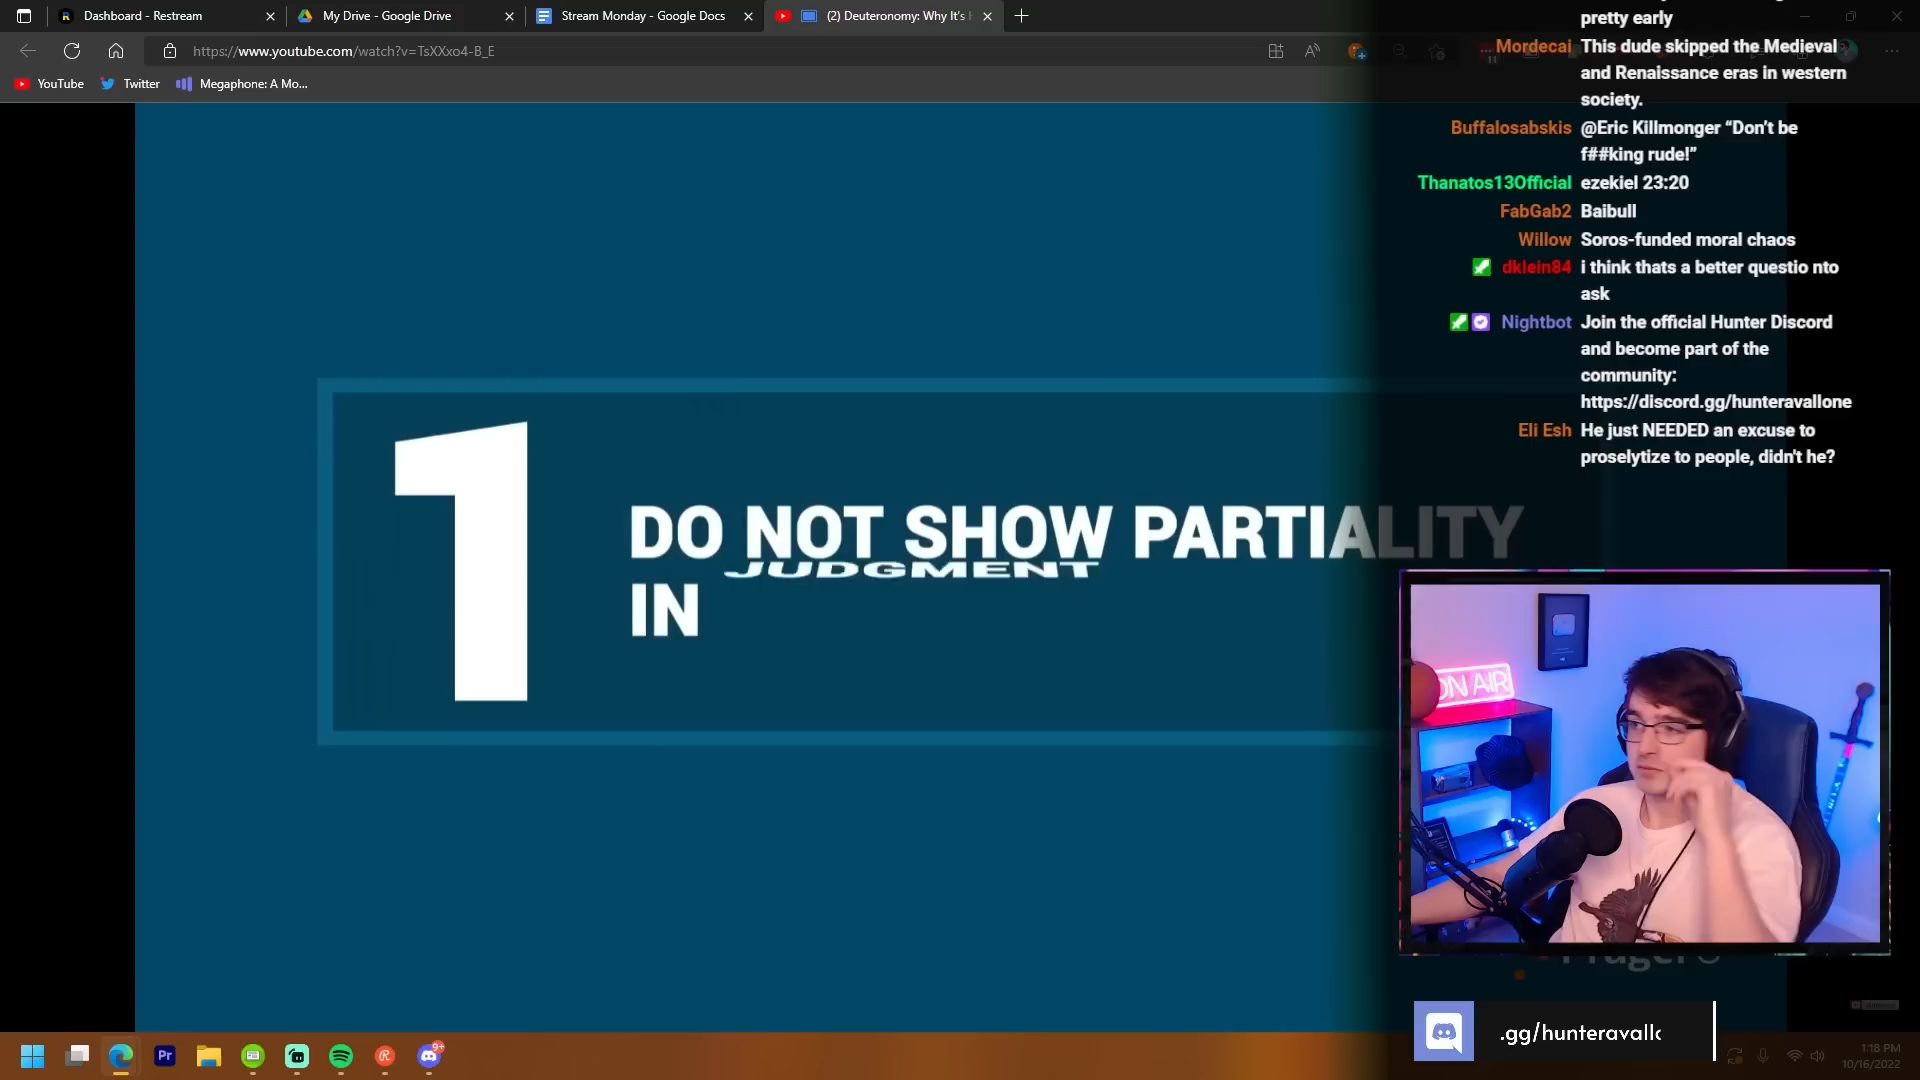 Dashboard - Restream
My Drive - Google Drive
Stream Monday - Google Docs
(2) Deuteronomy: Why It's
https://www.youtube.com/watch?v=TsXXxo4-B_E
YouTube
Twitter
Megaphone: A Mo...
pretty early
Mordecai This dude skipped the Medieval
and Renaissance eras in western
society.
Buffalosabskis @Eric Killmonger “Don't be
f##king rude!”
Thanatos13Official ezekiel 23:20
FabGab2 Baibull
Willow Soros-funded moral chaos
dklein84 i think thats a better questio nto
ask
Nightbot Join the official Hunter Discord
and become part of the
community:
https://discord.gg/hunteravallone
Eli Esh He just NEEDED an excuse to
proselytize to people, didn't he?
1
DO NOT SHOW PARTIALITY
JUDGMENT
IN
ON AIR
PragerU
.gg/hunteravallo
Pr
9+
1:18 PM
10/16/2022